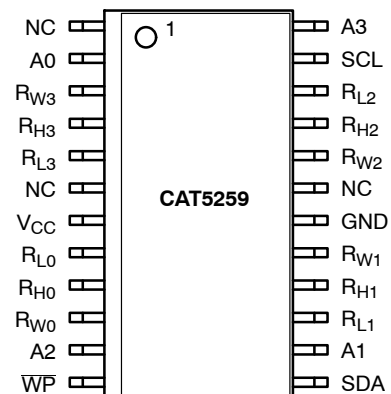 1
NC A3
A0 SCL
RW3 RL2
RH3 RH2
RL3 RW2
NC NC
CAT5259
VCC GND
RL0 RW1
RH0 RH1
RW0 RL1
A2 A1
WP SDA